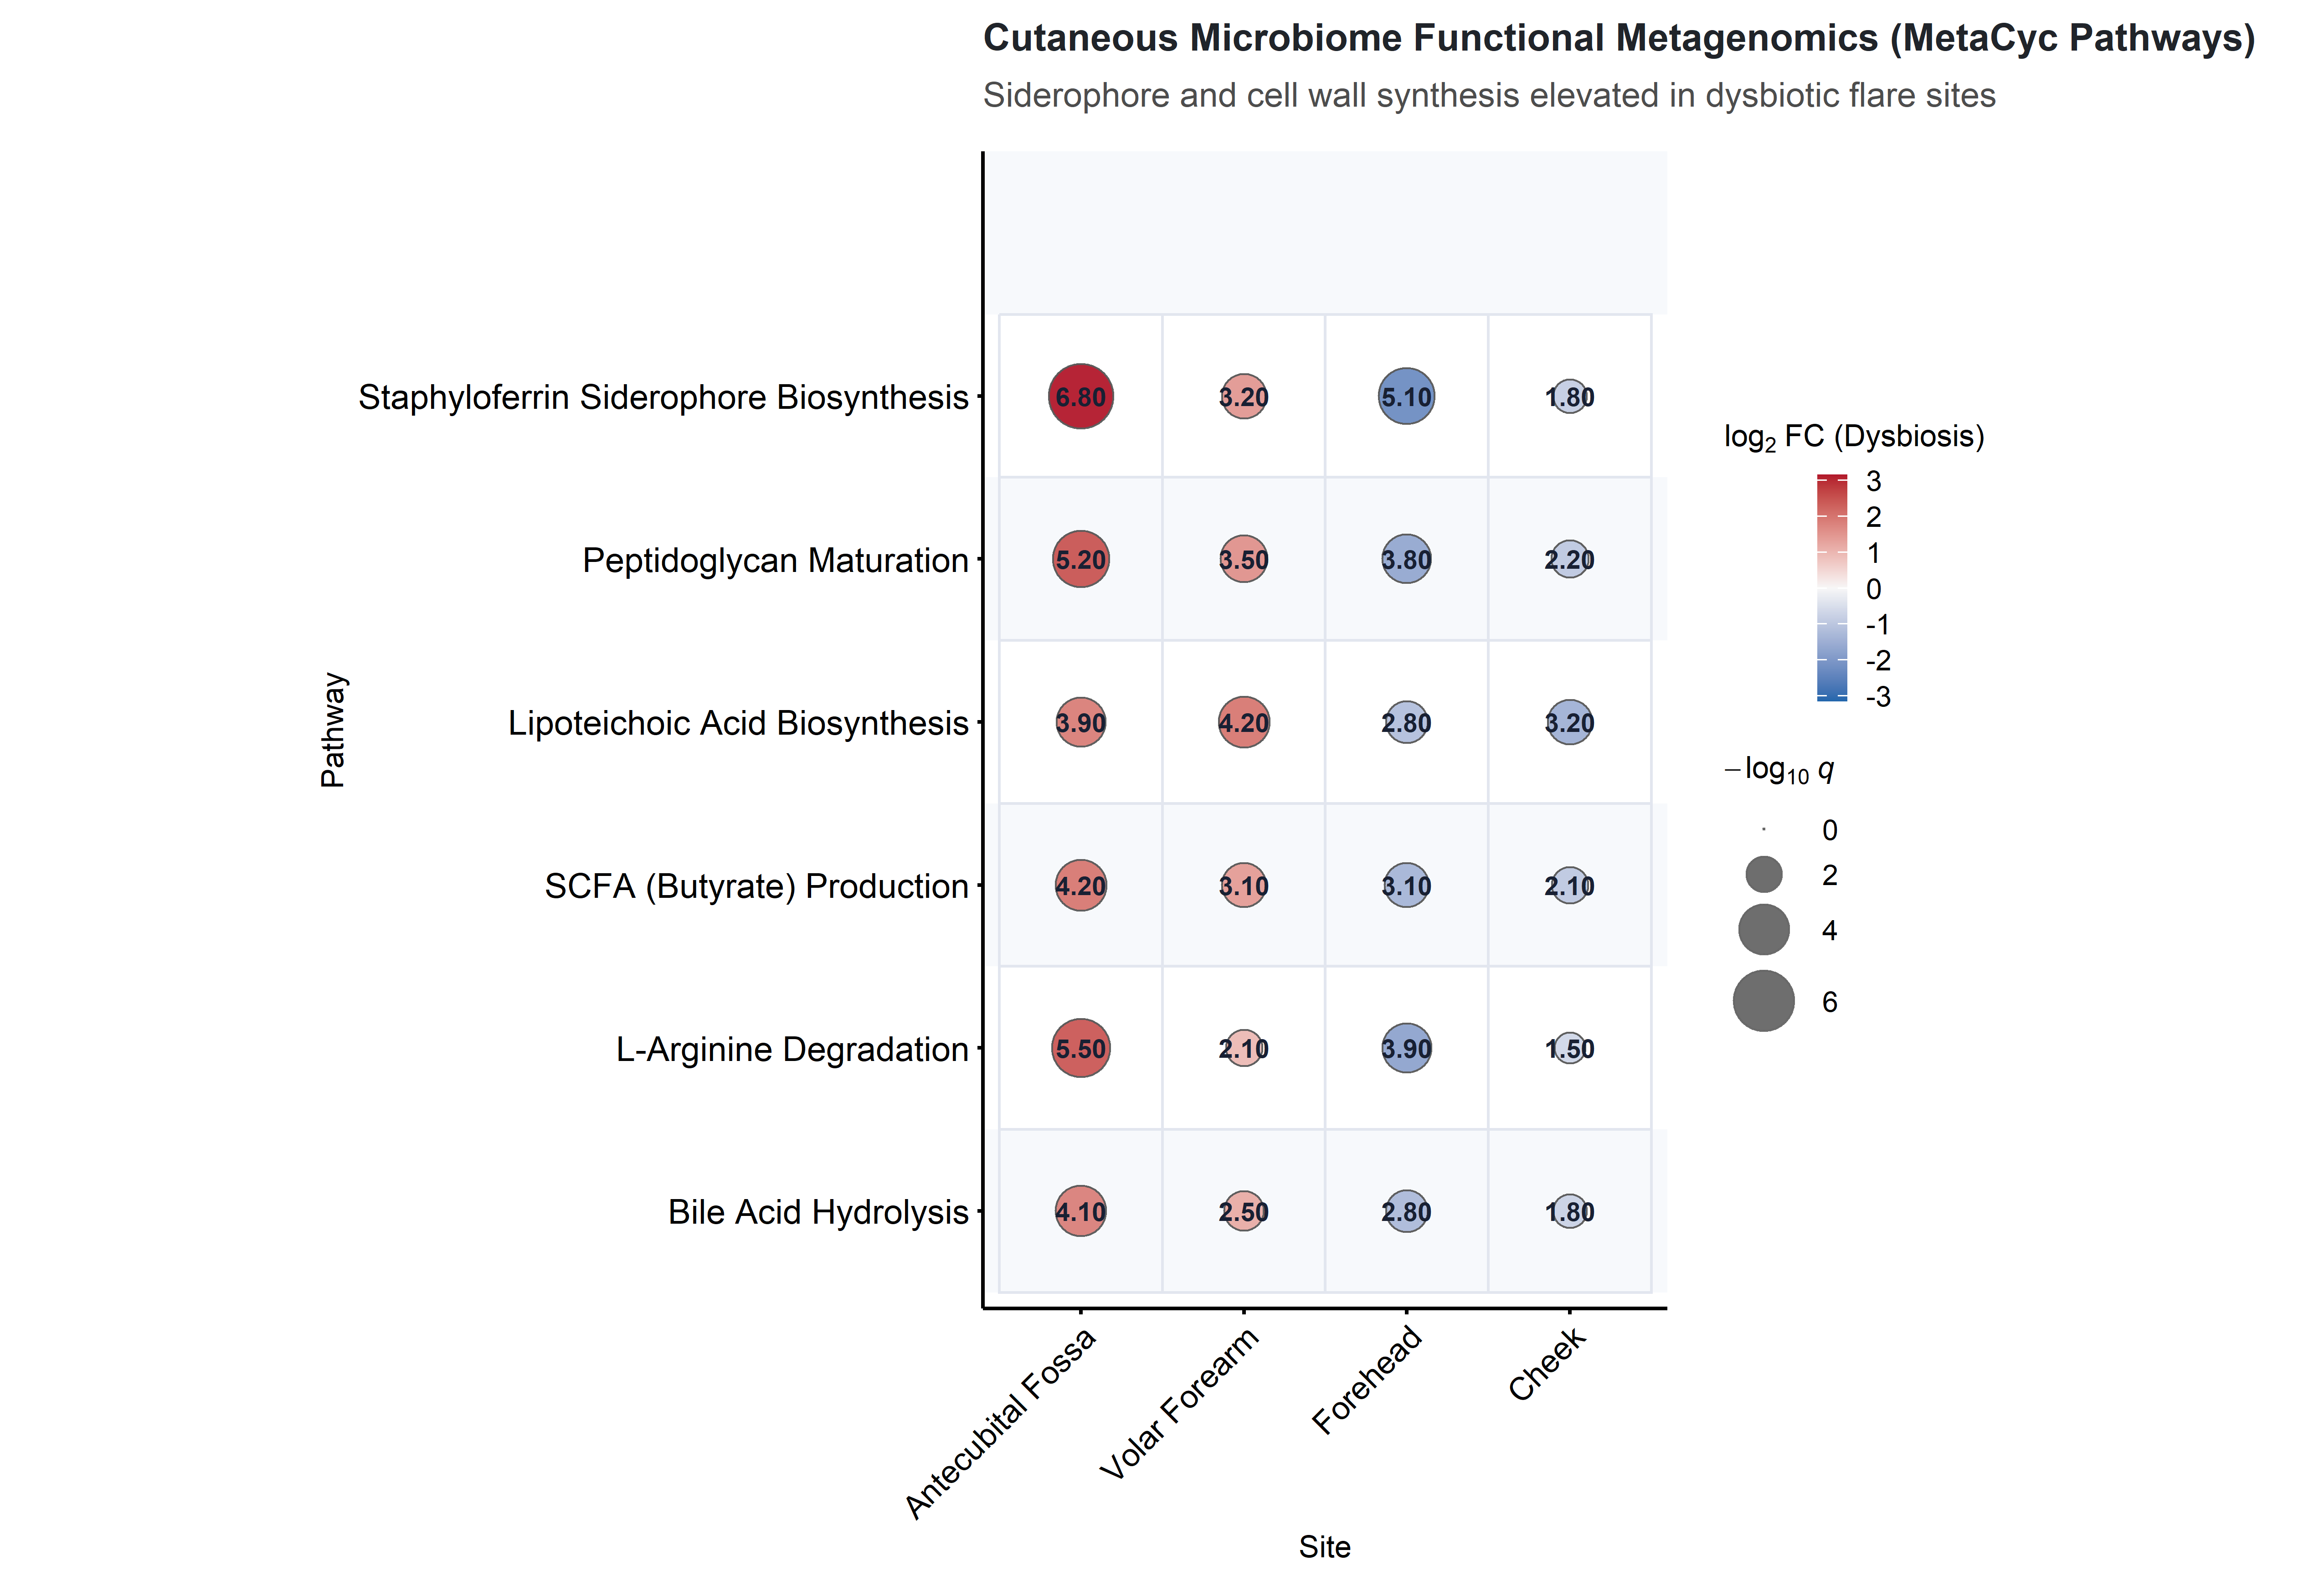 Cutaneous Microbiome Functional Metagenomics (MetaCyc Pathways)
Siderophore and cell wall synthesis elevated in dysbiotic flare sites
Pathway
Staphyloferrin Siderophore Biosynthesis
6.80 3.20 5.10 1.80
Peptidoglycan Maturation
5.20 3.50 3.80 2.20
Lipoteichoic Acid Biosynthesis
3.90 4.20 2.80 3.20
SCFA (Butyrate) Production
4.20 3.10 3.10 2.10
L-Arginine Degradation
5.50 2.10 3.90 1.50
Bile Acid Hydrolysis
4.10 2.50 2.80 1.80
Antecubital Fossa
Volar Forearm
Forehead
Cheek
Site
log₂ FC (Dysbiosis)
3
2
1
0
-1
-2
-3
−log₁₀ q
0
2
4
6